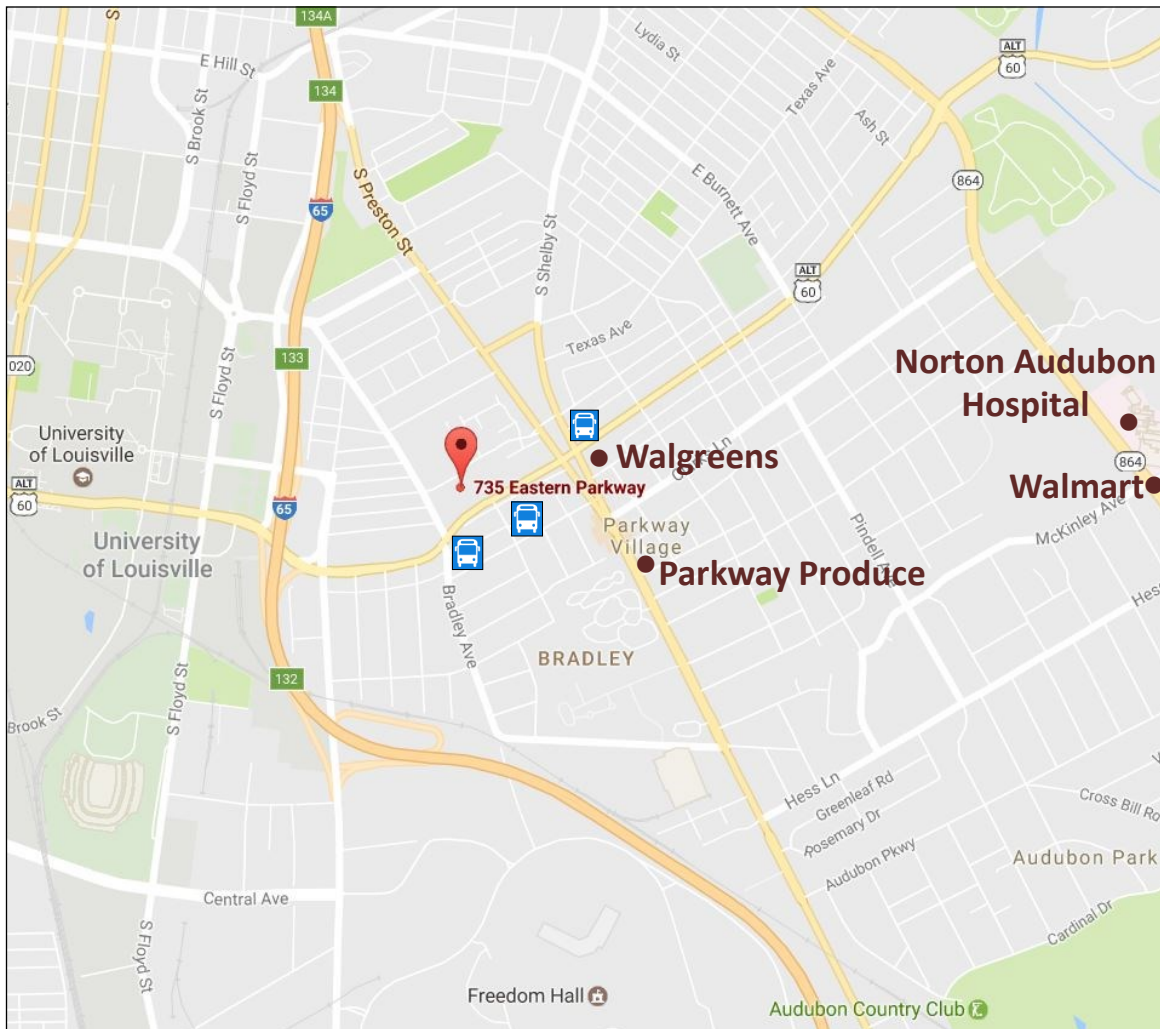 134A
S
E Hill St
134
S Brook St
S Floyd St
Lydia St
ALT
60
Texas Ave
Ash St
864
E Burnett Ave
65
S Preston St
S Shelby St
ALT
60
Texas Ave
020
133
S Floyd St
Norton Audubon
Hospital
University
of Louisville
Walgreens
864
ALT
60
735 Eastern Parkway
Walmart
65
University
of Louisville
Parkway
Village
Pindell Ave
McKinley Ave
Parkway Produce
Hess
Bradley Ave
BRADLEY
132
S Floyd St
Brook St
Hess Ln
Greenleaf Rd
Rosemary Dr
Cross Bill Rd
Audubon Pkwy
Audubon Park
Central Ave
Cardinal Dr
S Floyd St
Freedom Hall
Audubon Country Club